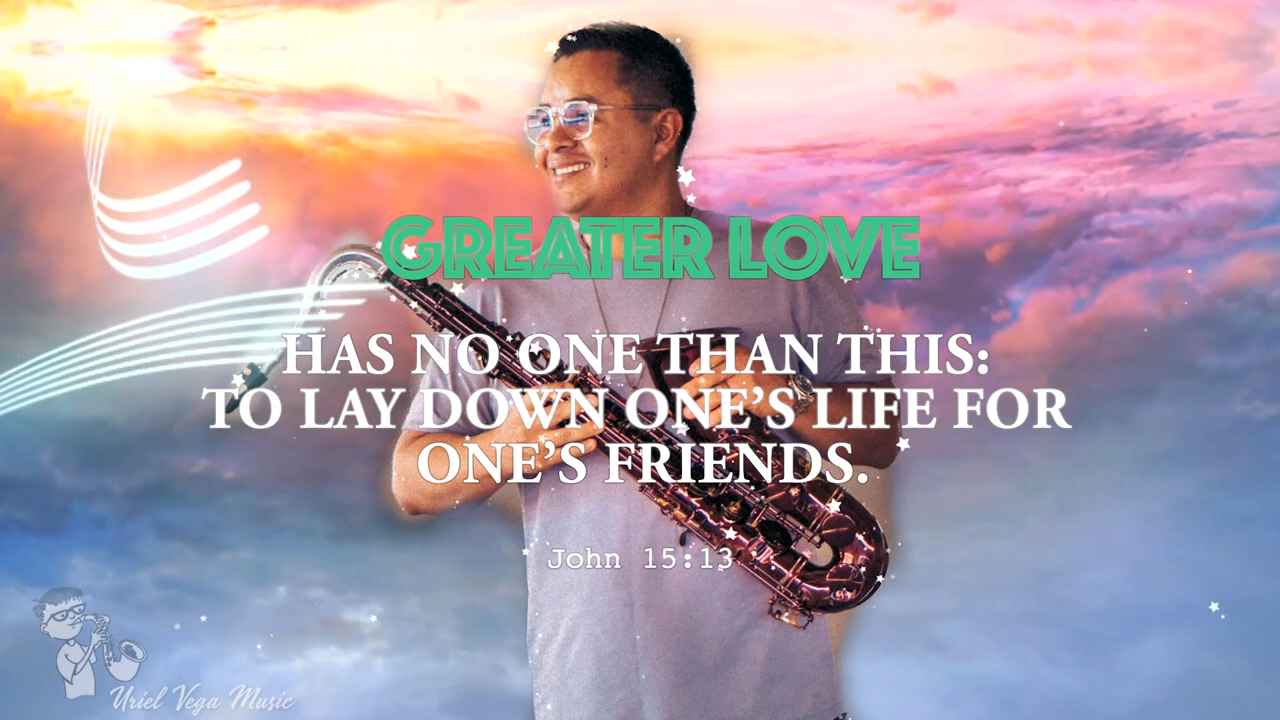 GREATER LOVE
HAS NO ONE THAN THIS:
TO LAY DOWN ONE’S LIFE FOR
ONE’S FRIENDS.
John 15:13
Uriel Vega Music